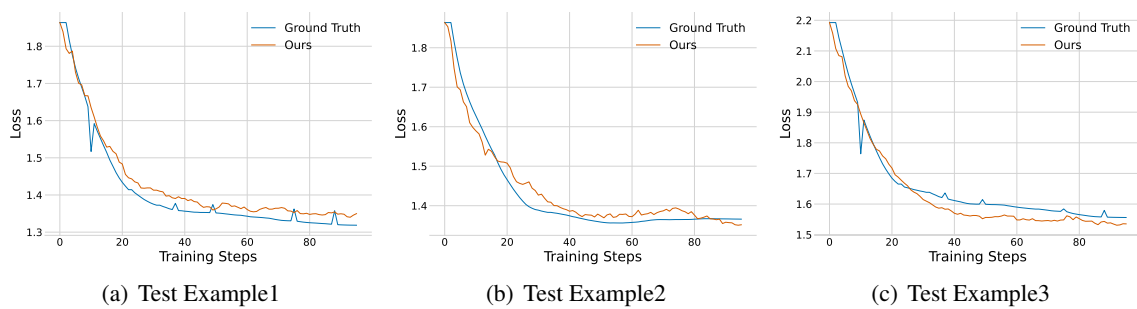 Ground Truth
Ours
1.8
1.7
1.6
1.5
1.4
1.3
Loss
0 20 40 60 80
Training Steps
(a) Test Example1
Ground Truth
Ours
1.8
1.7
1.6
1.5
1.4
Loss
0 20 40 60 80
Training Steps
(b) Test Example2
Ground Truth
Ours
2.2
2.1
2.0
1.9
1.8
1.7
1.6
1.5
Loss
0 20 40 60 80
Training Steps
(c) Test Example3